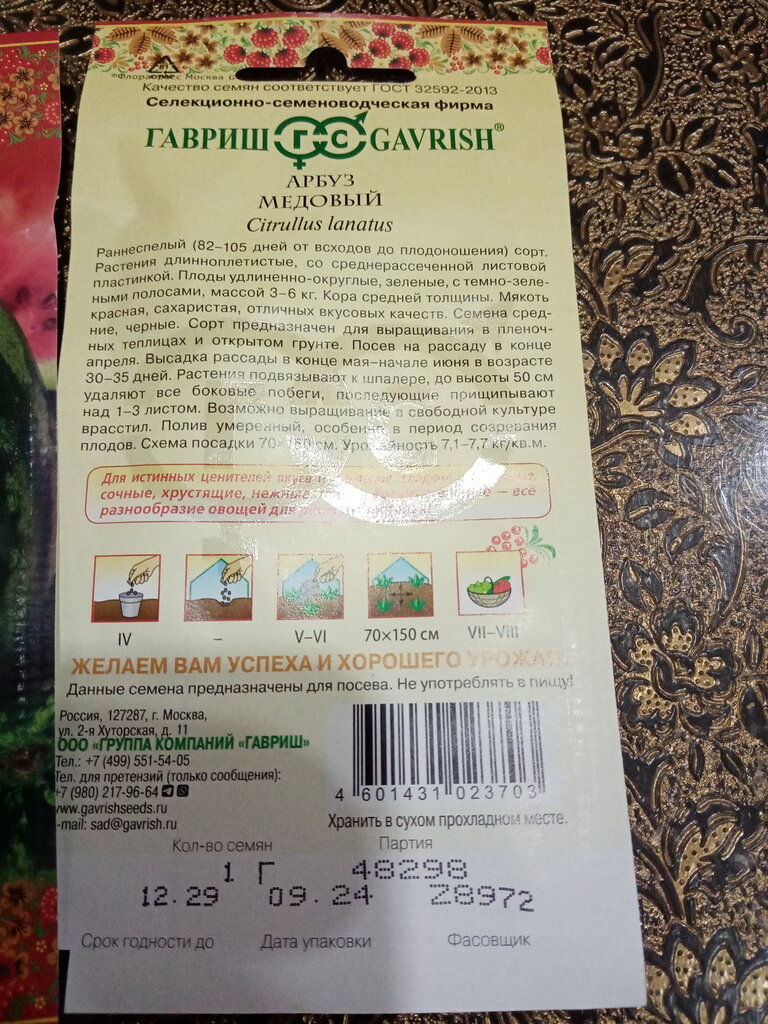 ©Флорапресс Москва
Качество семян соответствует ГОСТ 32592-2013
Селекционно-семеноводческая фирма
ГАВРИШ ГС GAVRISH®
АРБУЗ
МЕДОВЫЙ
Citrullus lanatus
Раннеспелый (82–105 дней от всходов до плодоношения) сорт.
Растения длинноплетистые, со среднерассеченной листовой
пластинкой. Плоды удлиненно-округлые, зеленые, с темно-зеле-
ными полосами, массой 3–6 кг. Кора средней толщины. Мякоть
красная, сахаристая, отличных вкусовых качеств. Семена сред-
ние, черные. Сорт предназначен для выращивания в пленоч-
ных теплицах и открытом грунте. Посев на рассаду в конце
апреля. Высадка рассады в конце мая–начале июня в возрасте
30–35 дней. Растения подвязывают к шпалере, до высоты 50 см
удаляют все боковые побеги, последующие прищипывают
над 1–3 листом. Возможно выращивание в свободной культуре
врасстил. Полив умеренный, особенно в период созревания
плодов. Схема посадки 70×150 см. Урожайность 7,1–7,7 кг/кв.м.
Для истинных ценителей вкуса
сочные, хрустящие, нежные, — всё
разнообразие овощей для
IV – V–VI 70×150 см VII–VIII
ЖЕЛАЕМ ВАМ УСПЕХА И ХОРОШЕГО УРОЖАЯ!
Данные семена предназначены для посева. Не употреблять в пищу!
Россия, 127287, г. Москва,
ул. 2-я Хуторская, д. 11
ООО «ГРУППА КОМПАНИЙ «ГАВРИШ»
Тел.: +7 (499) 551-54-05
Тел. для претензий (только сообщения):
+7 (980) 217-96-64
www.gavrishseeds.ru
-mail: sad@gavrish.ru
4 601431 023703
Хранить в сухом прохладном месте.
Кол-во семян Партия
1 Г 48298
12.29 09.24 Z8972
Срок годности до Дата упаковки Фасовщик